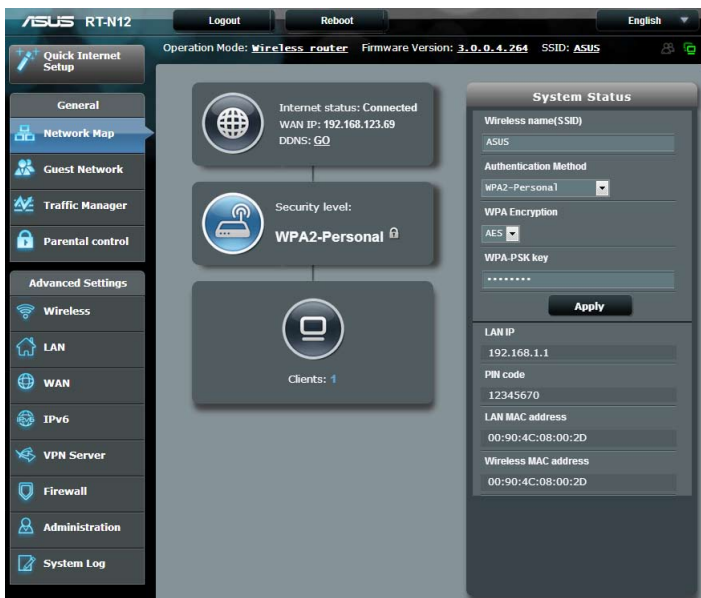 ASUS RT-N12
Logout
Reboot
English
Operation Mode: Wireless router Firmware Version: 3.0.0.4.264 SSID: ASUS
Quick Internet
Setup
General
Network Map
Guest Network
Traffic Manager
Parental control
Advanced Settings
Wireless
LAN
WAN
IPv6
IPv6
VPN Server
Firewall
Administration
System Log
Internet status: Connected
WAN IP: 192.168.123.69
DDNS: GO
Security level:
WPA2-Personal
Clients: 1
System Status
Wireless name(SSID)
ASUS
Authentication Method
WPA2-Personal
WPA Encryption
AES
WPA-PSK key
........
Apply
LAN IP
192.168.1.1
PIN code
12345670
LAN MAC address
00:90:4C:08:00:2D
Wireless MAC address
00:90:4C:08:00:2D